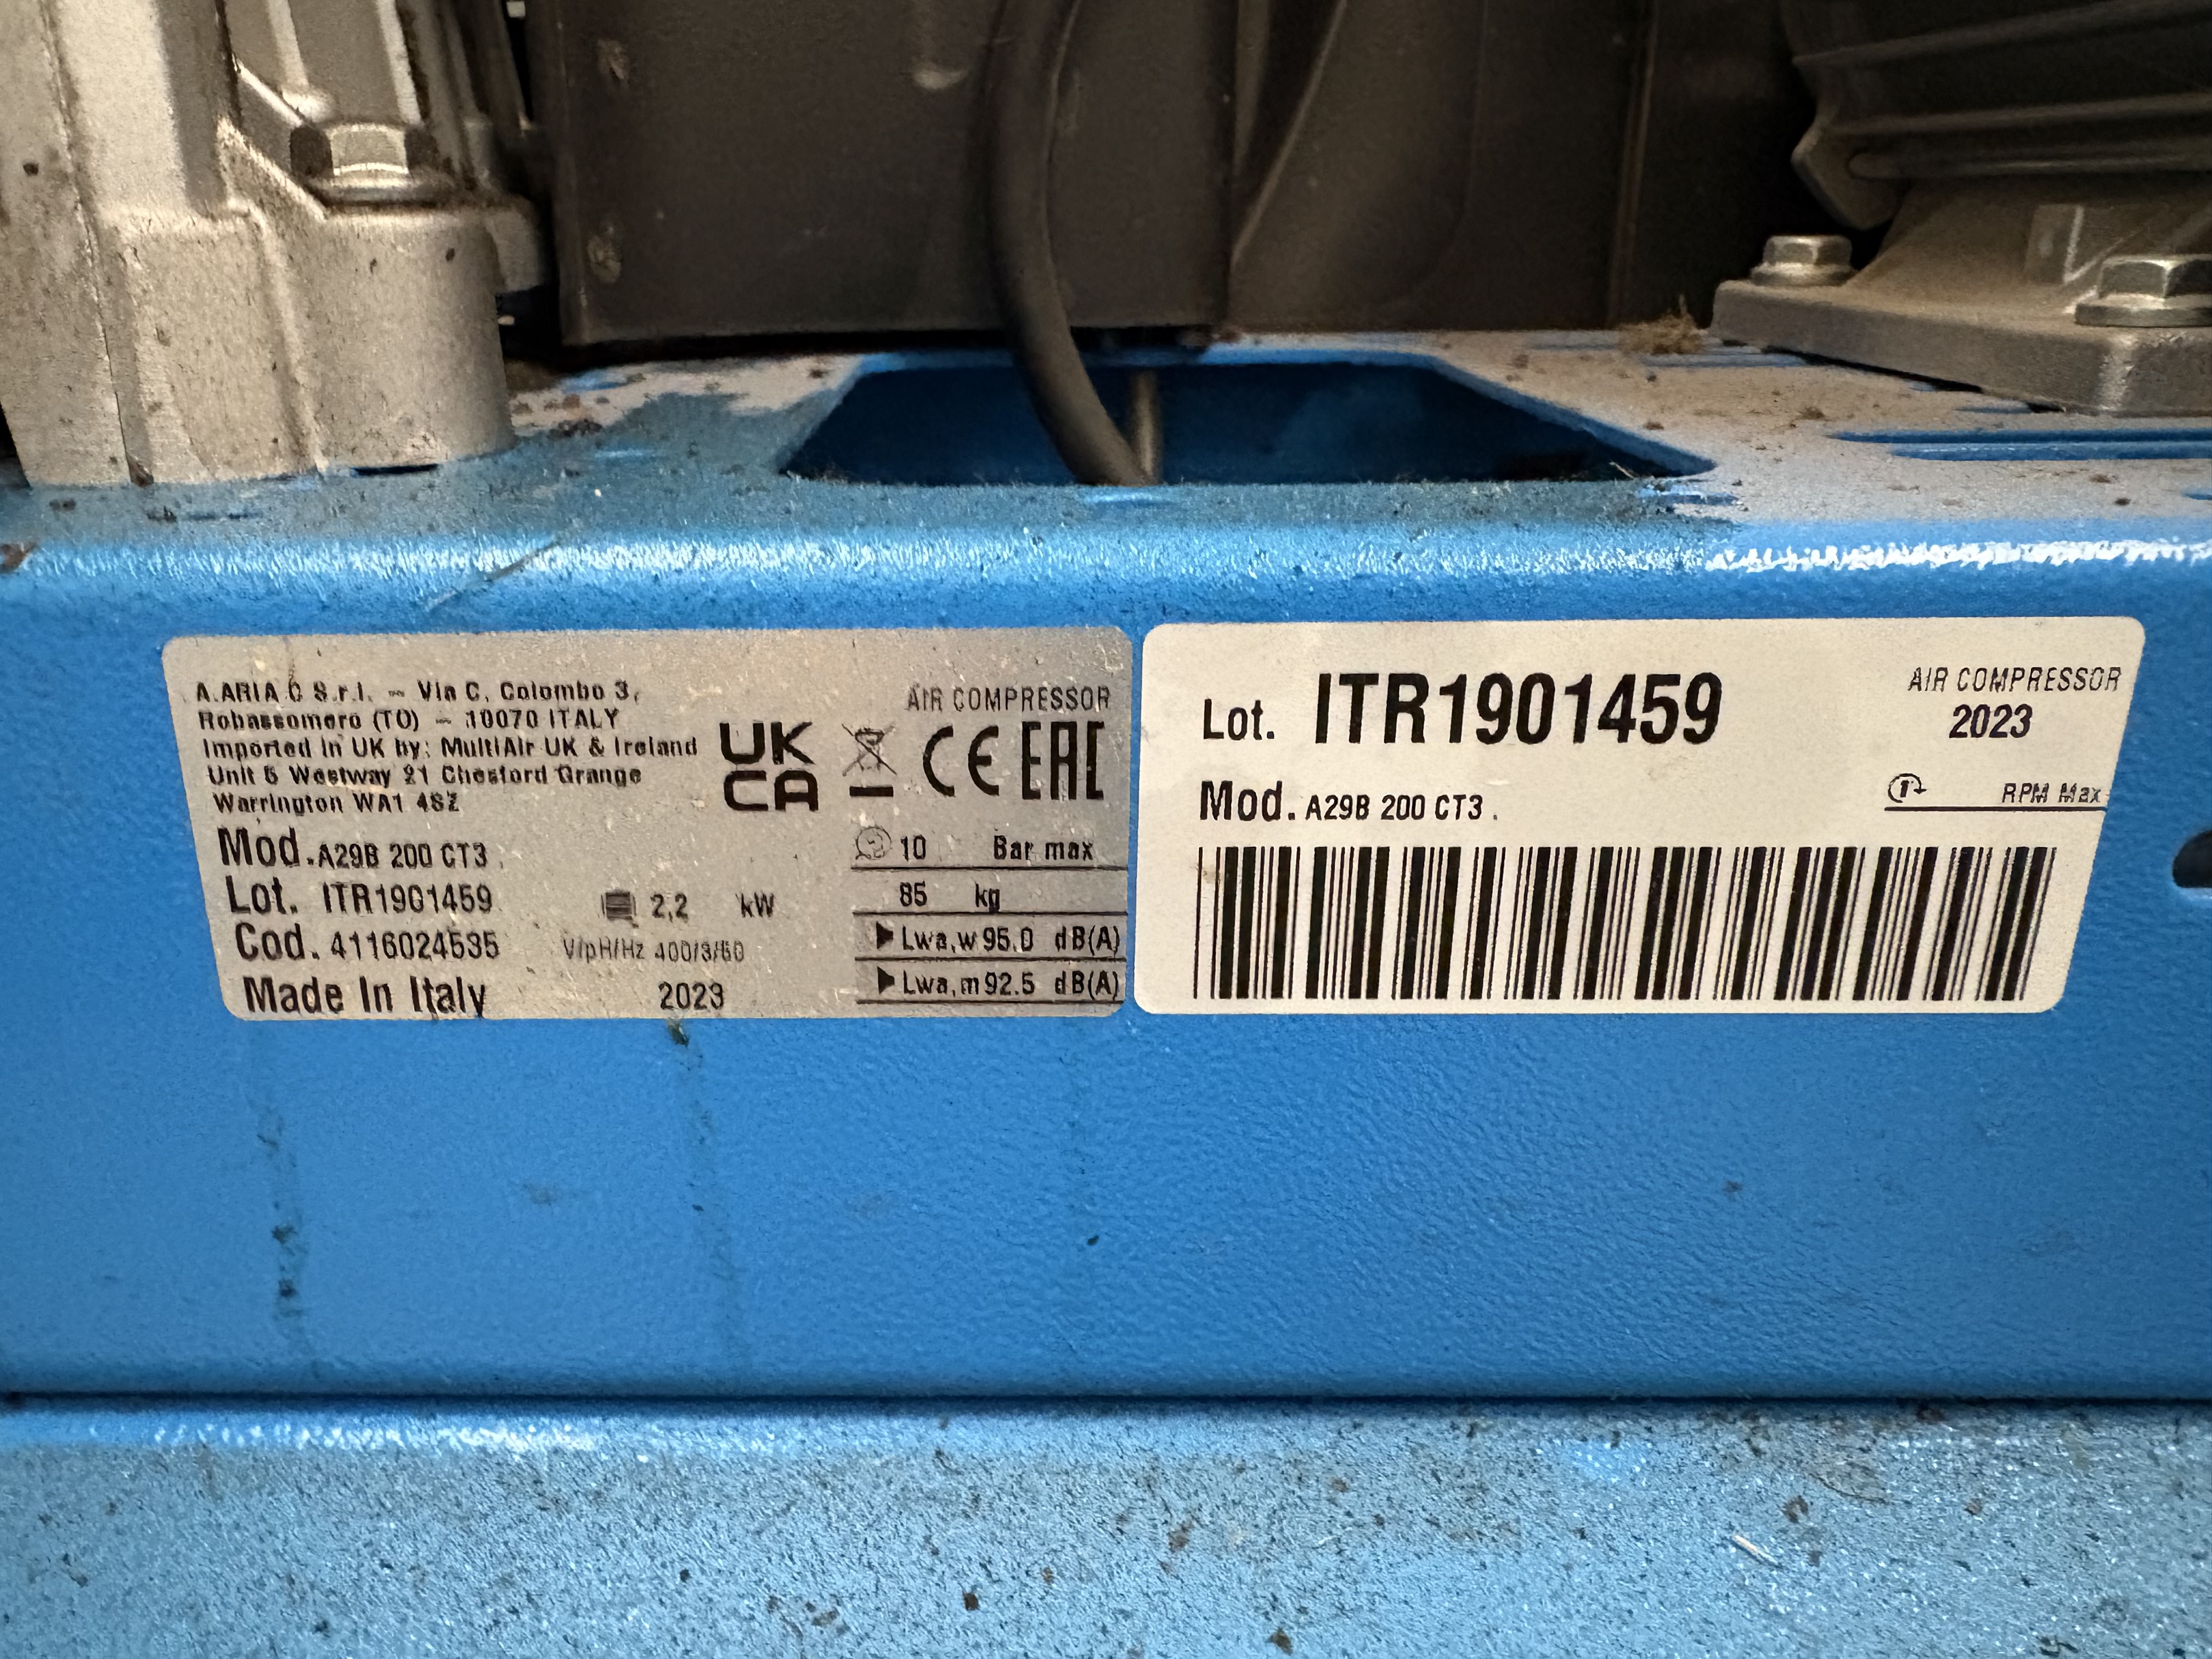 A.ARIA C S.r.l. - Via C. Colombo 3,
Robassomero (TO) - 10070 ITALY
Imported in UK by: MultiAir UK & Ireland
Unit 5 Westway 21 Chesford Grange
Warrington WA1 4SZ
UK
CA
CE EAC
AIR COMPRESSOR
Mod. A29B 200 CT3
Lot. ITR1901459
Cod. 4116024535
Made In Italy
2,2 kW
V/pH/Hz 400/3/50
2023
10 Bar max
85 kg
Lwa,w 95.0 dB(A)
Lwa,m 92.5 dB(A)
Lot. ITR1901459
AIR COMPRESSOR
2023
Mod. A29B 200 CT3
RPM Max